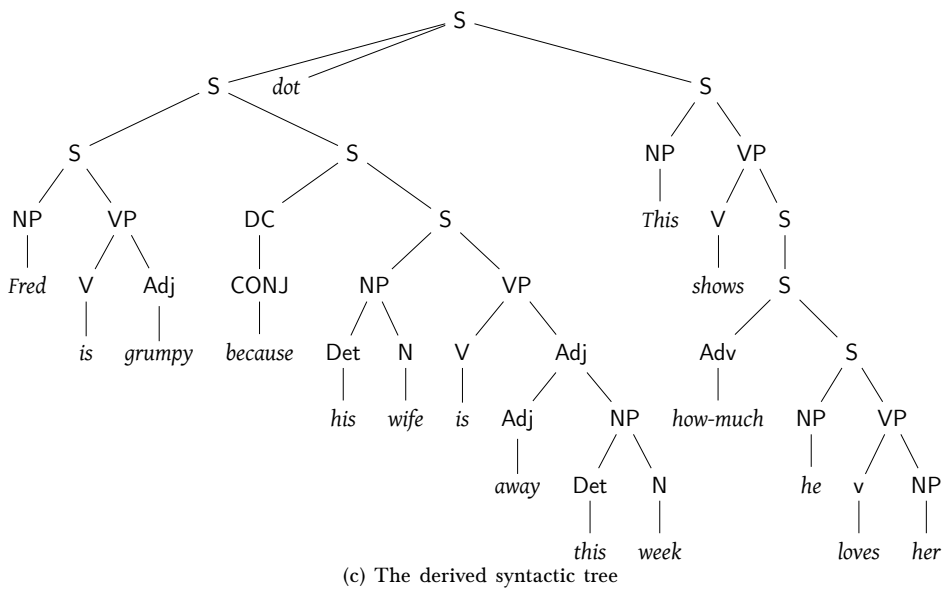 S
S dot S
S S NP VP
NP VP DC S This V S
Fred V Adj CONJ NP VP shows S
is grumpy because Det N V Adj Adv S
his wife is Adj NP how-much NP VP
away Det N he v NP
this week loves her
(c) The derived syntactic tree